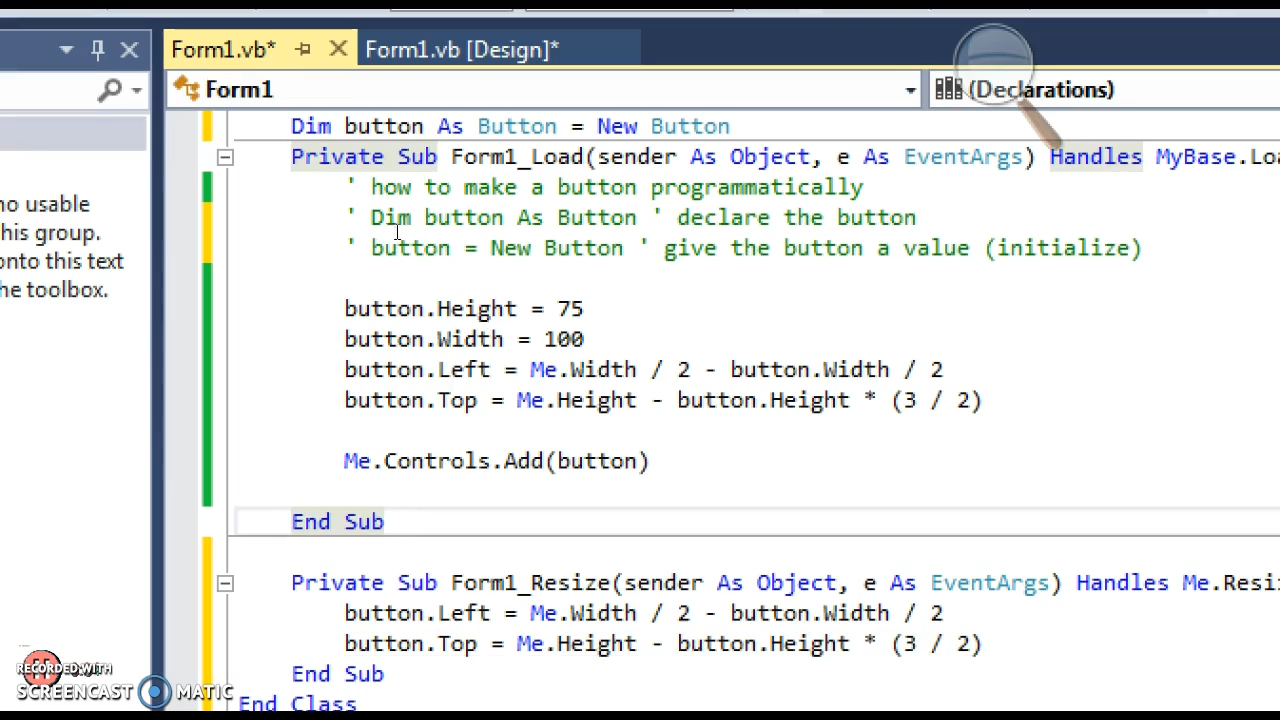 Form1.vb*
Form1.vb [Design]*
Form1
(Declarations)
Dim button As Button = New Button
Private Sub Form1_Load(sender As Object, e As EventArgs) Handles MyBase.Loa
' how to make a button programmatically
' Dim button As Button ' declare the button
' button = New Button ' give the button a value (initialize)
button.Height = 75
button.Width = 100
button.Left = Me.Width / 2 - button.Width / 2
button.Top = Me.Height - button.Height * (3 / 2)
Me.Controls.Add(button)
End Sub
Private Sub Form1_Resize(sender As Object, e As EventArgs) Handles Me.Resi
button.Left = Me.Width / 2 - button.Width / 2
button.Top = Me.Height - button.Height * (3 / 2)
End Sub
End Class
no usable
his group.
onto this text
he toolbox.
RECORDED WITH
SCREENCAST MATIC